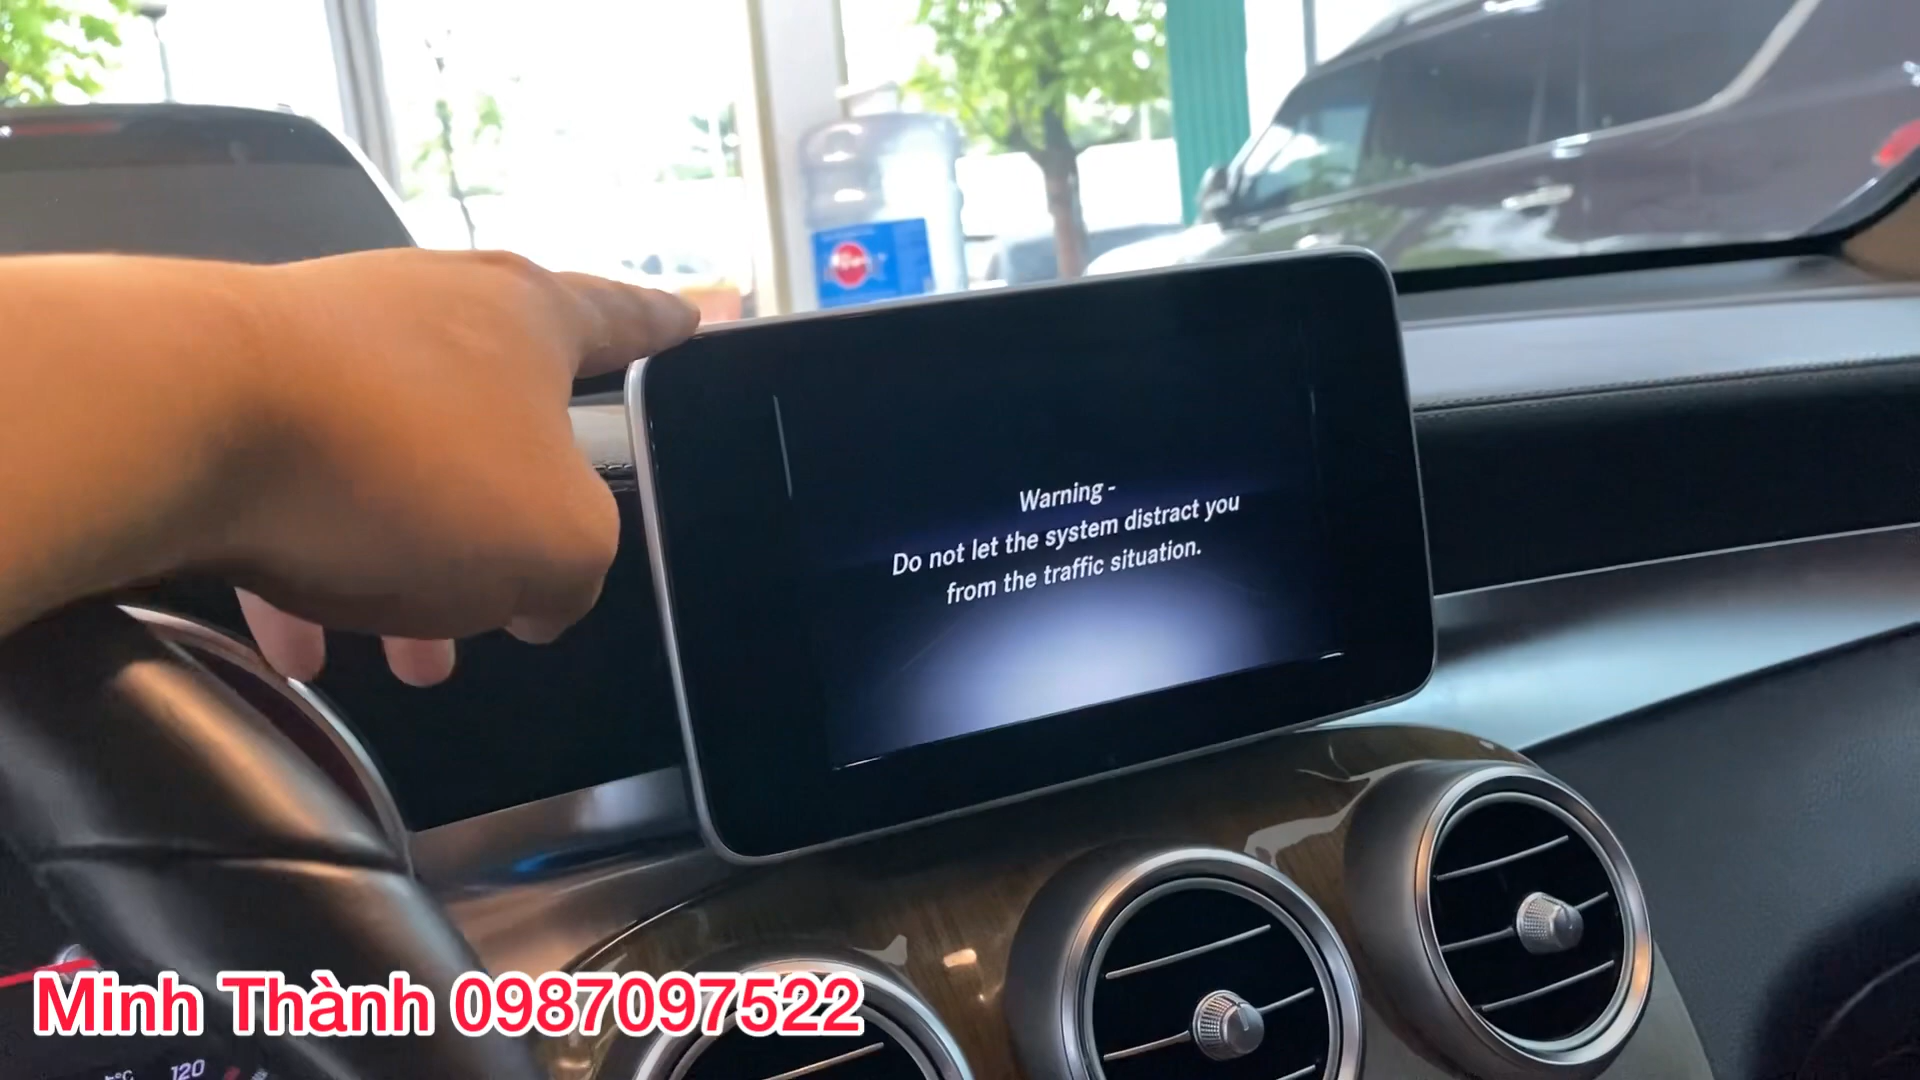 Warning -
Do not let the system distract you
from the traffic situation.
Minh Thành 0987097522
°C 120